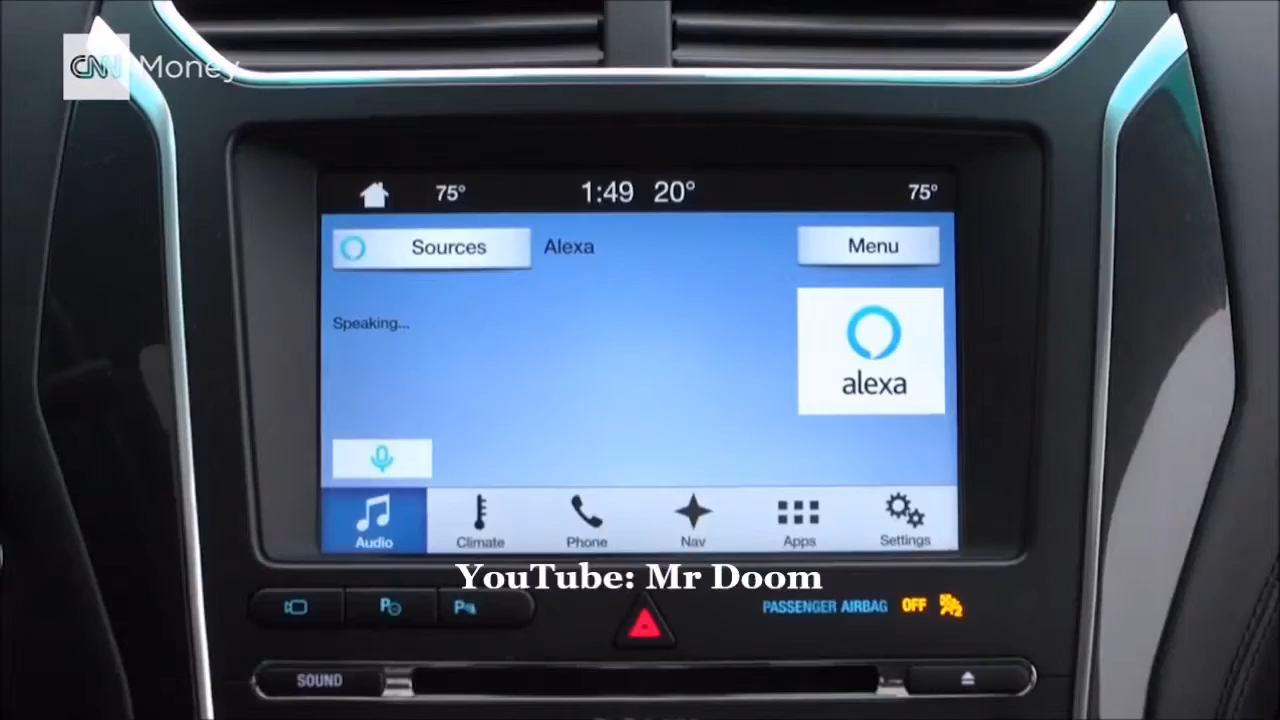 CNN Money
75° 1:49 20° 75°
Sources Alexa Menu
Speaking...
alexa
Audio Climate Phone Nav Apps Settings
YouTube: Mr Doom
PASSENGER AIRBAG OFF
SOUND